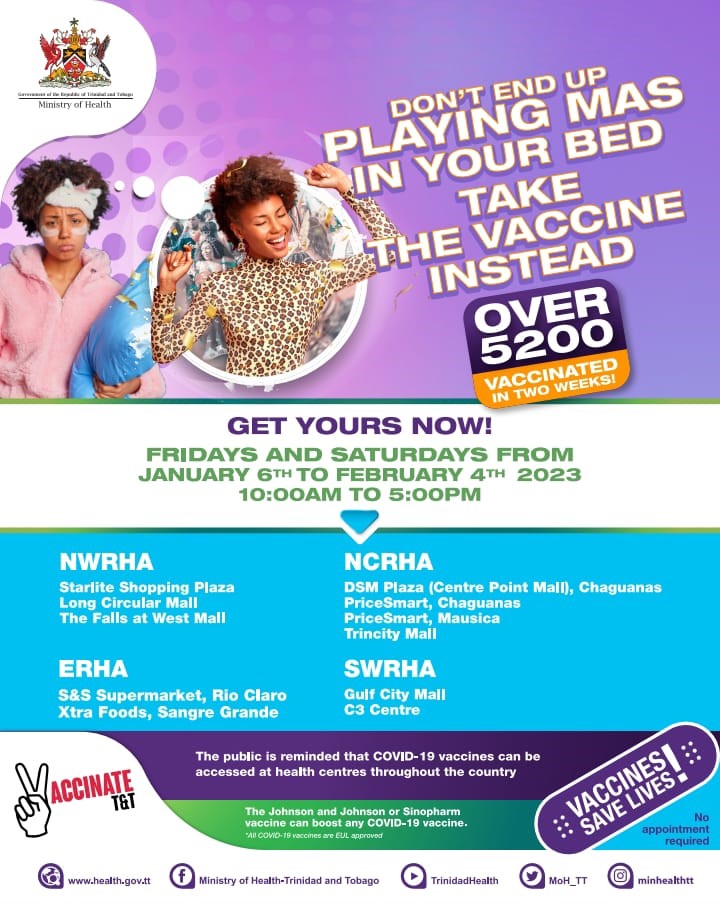 Government of the Republic of Trinidad and Tobago
Ministry of Health
DON'T END UP
PLAYING MAS
IN YOUR BED
TAKE
THE VACCINE
INSTEAD
OVER
5200
VACCINATED
IN TWO WEEKS!
GET YOURS NOW!
FRIDAYS AND SATURDAYS FROM
JANUARY 6TH TO FEBRUARY 4TH 2023
10:00AM TO 5:00PM
NWRHA
Starlite Shopping Plaza
Long Circular Mall
The Falls at West Mall
NCRHA
DSM Plaza (Centre Point Mall), Chaguanas
PriceSmart, Chaguanas
PriceSmart, Mausica
Trincity Mall
ERHA
S&S Supermarket, Rio Claro
Xtra Foods, Sangre Grande
SWRHA
Gulf City Mall
C3 Centre
VACCINATE
T&T
The public is reminded that COVID-19 vaccines can be
accessed at health centres throughout the country
The Johnson and Johnson or Sinopharm
vaccine can boost any COVID-19 vaccine.
*All COVID-19 vaccines are EUL approved
VACCINES
SAVE LIVES!
No
appointment
required
www.health.gov.tt
Ministry of Health-Trinidad and Tobago
TrinidadHealth
MoH_TT
minhealthtt